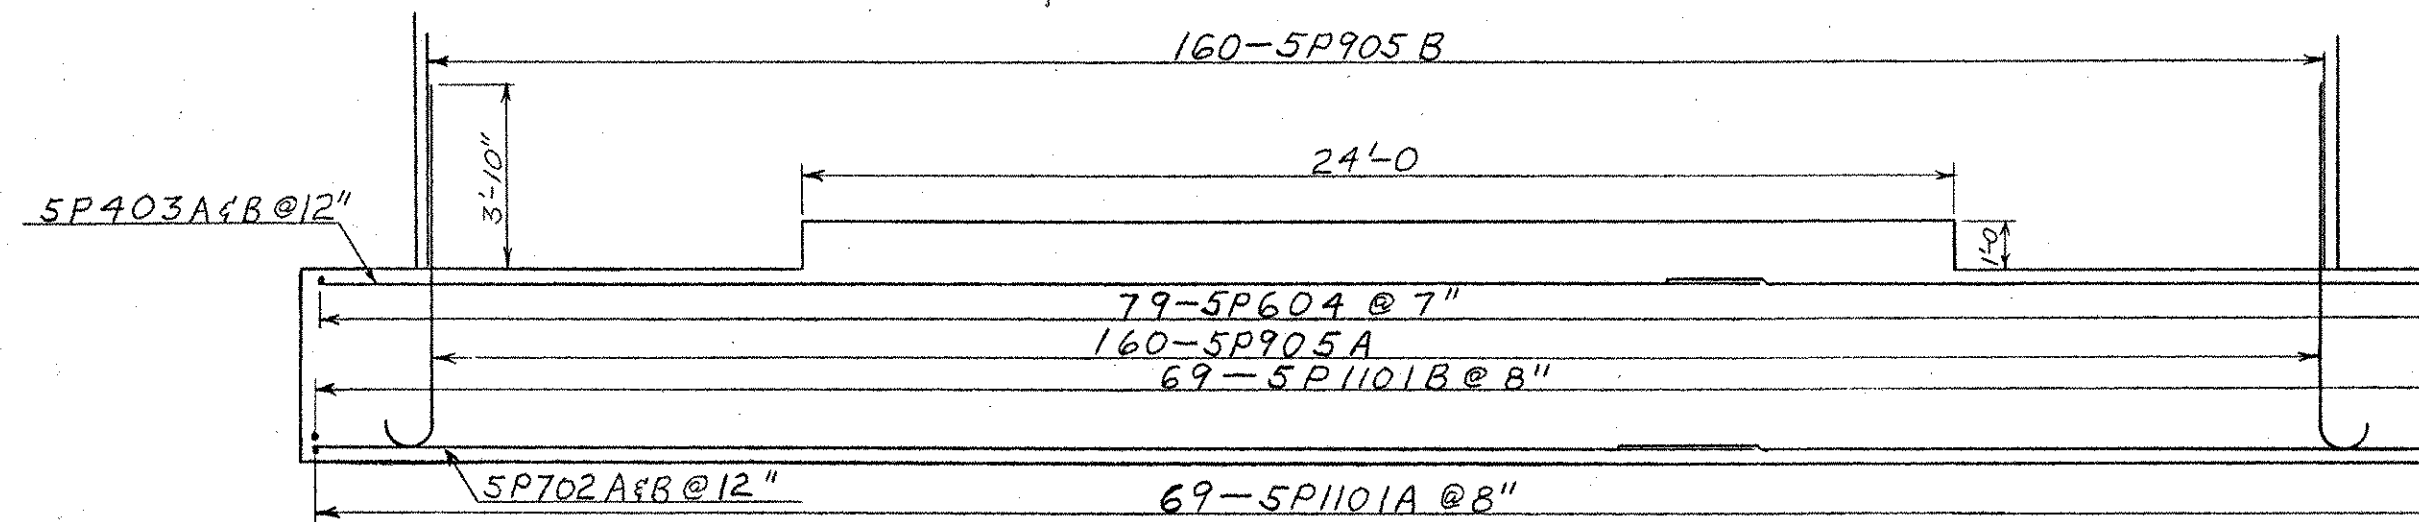 160-5P905 B
3'-10"
24'-0
5P403A&B @12"
1'-0
79-5P604 @ 7"
160-5P905 A
69-5P1101B @ 8"
5P702 A&B @ 12"
69-5P1101A @8"